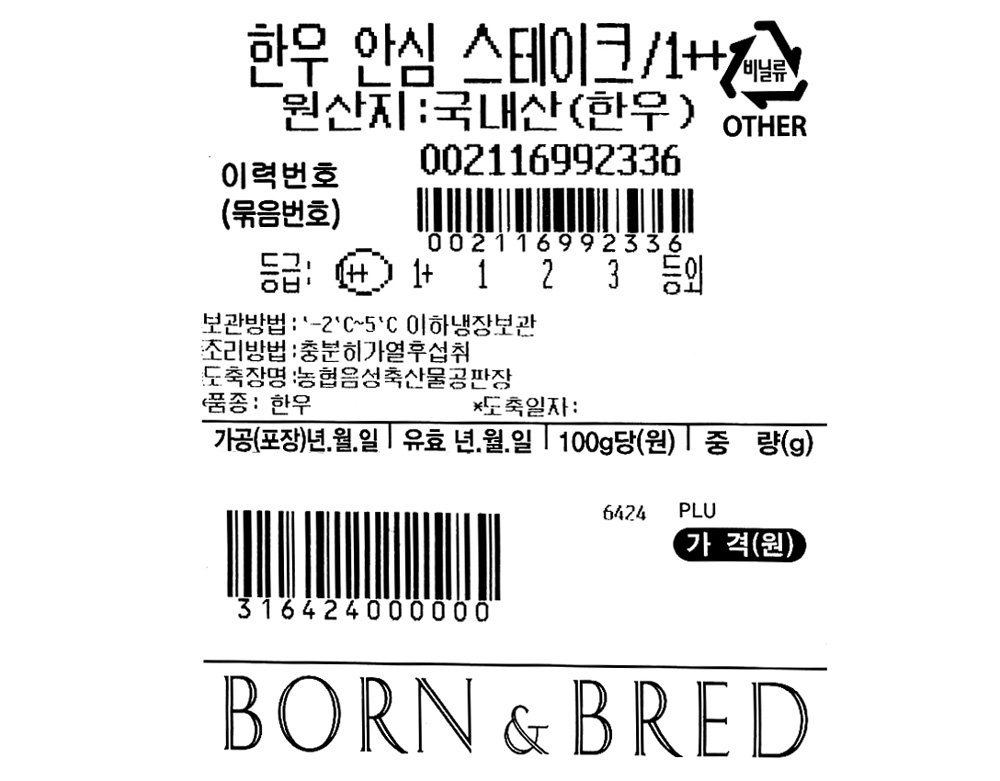 한우 안심 스테이크/1++
비닐류
OTHER
원산지:국내산(한우)
이력번호
(묶음번호)
002116992336
002116992336
등급: 1++ 1+ 1 2 3 등외
보관방법:-2℃~5℃ 이하냉장보관
조리방법:충분히가열후섭취
도축장명:농협음성축산물공판장
품종: 한우 *도축일자:
가공(포장)년.월.일 유효 년.월.일 100g당(원) 중 량(g)
6424 PLU
가 격(원)
316424000000
BORN & BRED